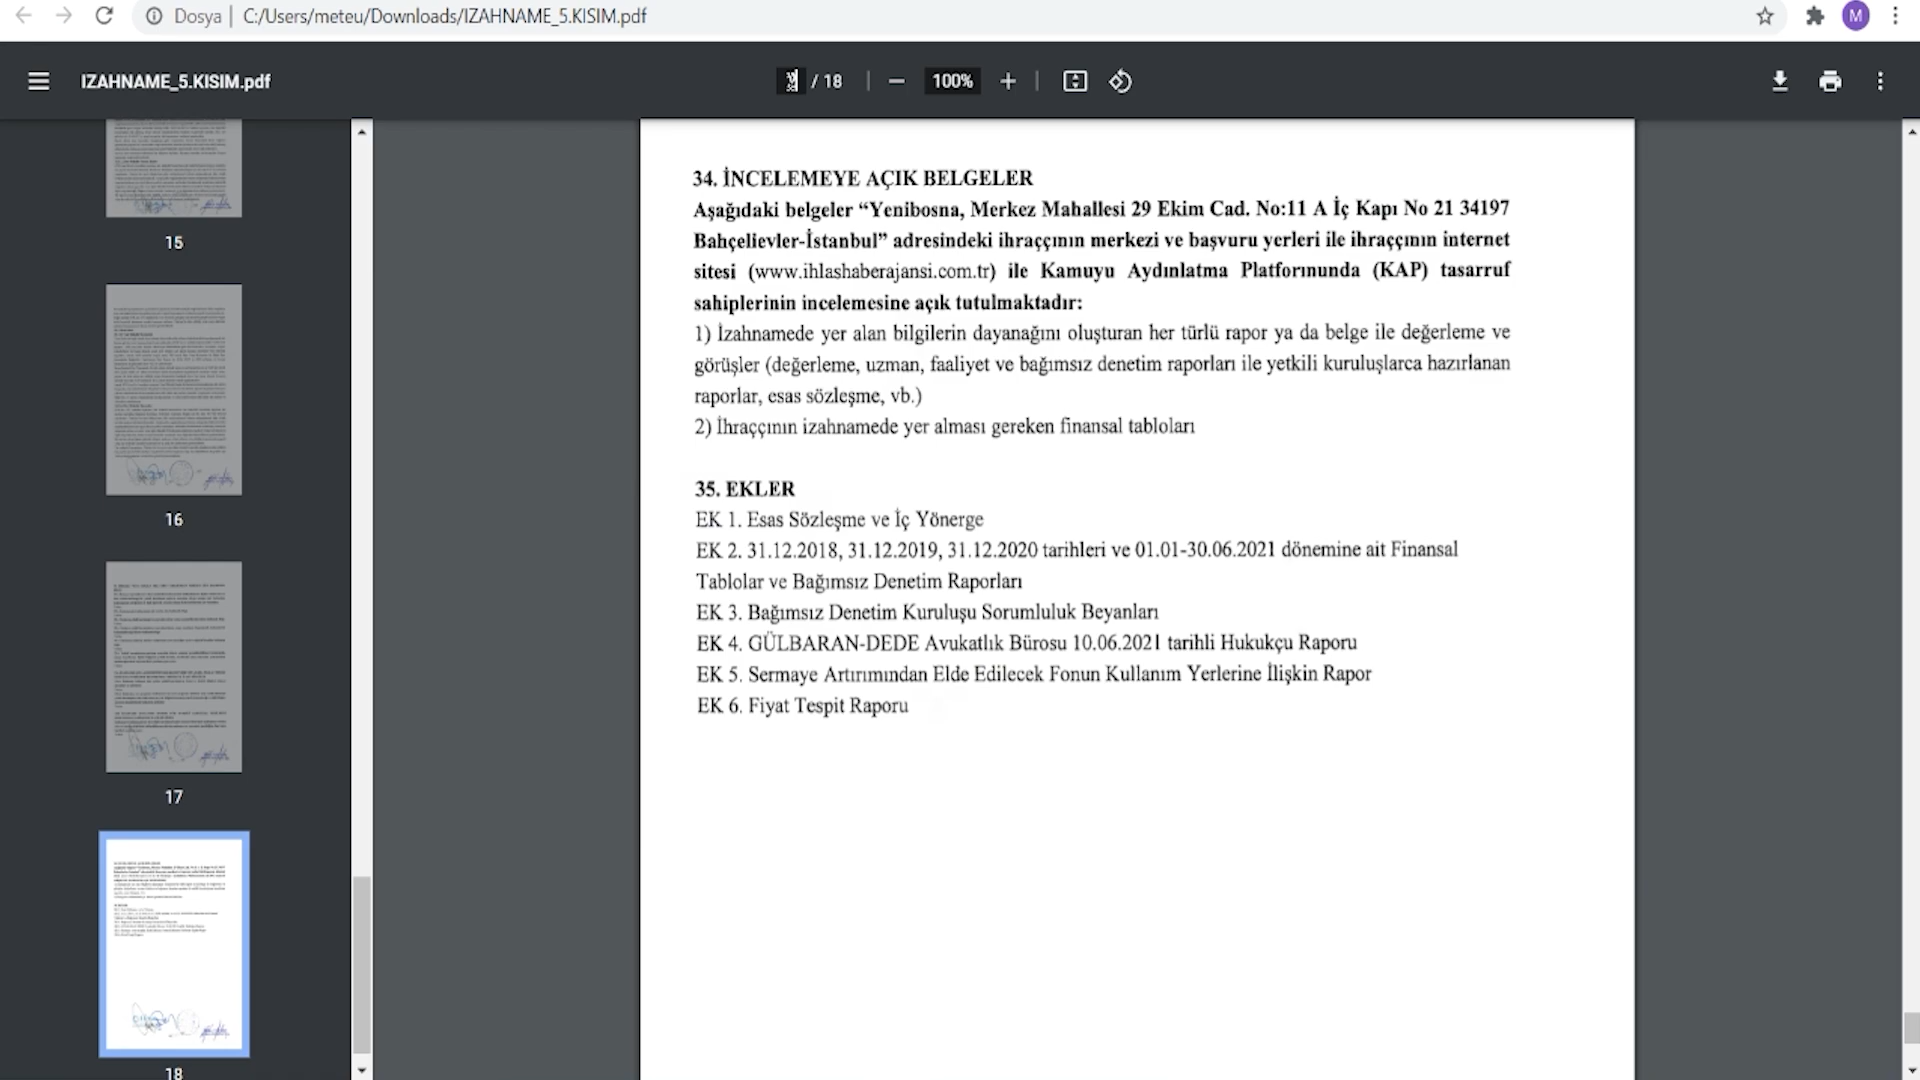 Dosya | C:/Users/meteu/Downloads/IZAHNAME_5.KISIM.pdf
M
IZAHNAME_5.KISIM.pdf
/ 18
100%
15
16
17
18
34. İNCELEMEYE AÇIK BELGELER
Aşağıdaki belgeler “Yenibosna, Merkez Mahallesi 29 Ekim Cad. No:11 A İç Kapı No 21 34197
Bahçelievler-İstanbul” adresindeki ihraççının merkezi ve başvuru yerleri ile ihraççının internet
sitesi (www.ihlashaberajansi.com.tr) ile Kamuyu Aydınlatma Platformunda (KAP) tasarruf
sahiplerinin incelemesine açık tutulmaktadır:
1) İzahnamede yer alan bilgilerin dayanağını oluşturan her türlü rapor ya da belge ile değerleme ve
görüşler (değerleme, uzman, faaliyet ve bağımsız denetim raporları ile yetkili kuruluşlarca hazırlanan
raporlar, esas sözleşme, vb.)
2) İhraççının izahnamede yer alması gereken finansal tabloları
35. EKLER
EK 1. Esas Sözleşme ve İç Yönerge
EK 2. 31.12.2018, 31.12.2019, 31.12.2020 tarihleri ve 01.01-30.06.2021 dönemine ait Finansal
Tablolar ve Bağımsız Denetim Raporları
EK 3. Bağımsız Denetim Kuruluşu Sorumluluk Beyanları
EK 4. GÜLBARAN-DEDE Avukatlık Bürosu 10.06.2021 tarihli Hukukçu Raporu
EK 5. Sermaye Artırımından Elde Edilecek Fonun Kullanım Yerlerine İlişkin Rapor
EK 6. Fiyat Tespit Raporu